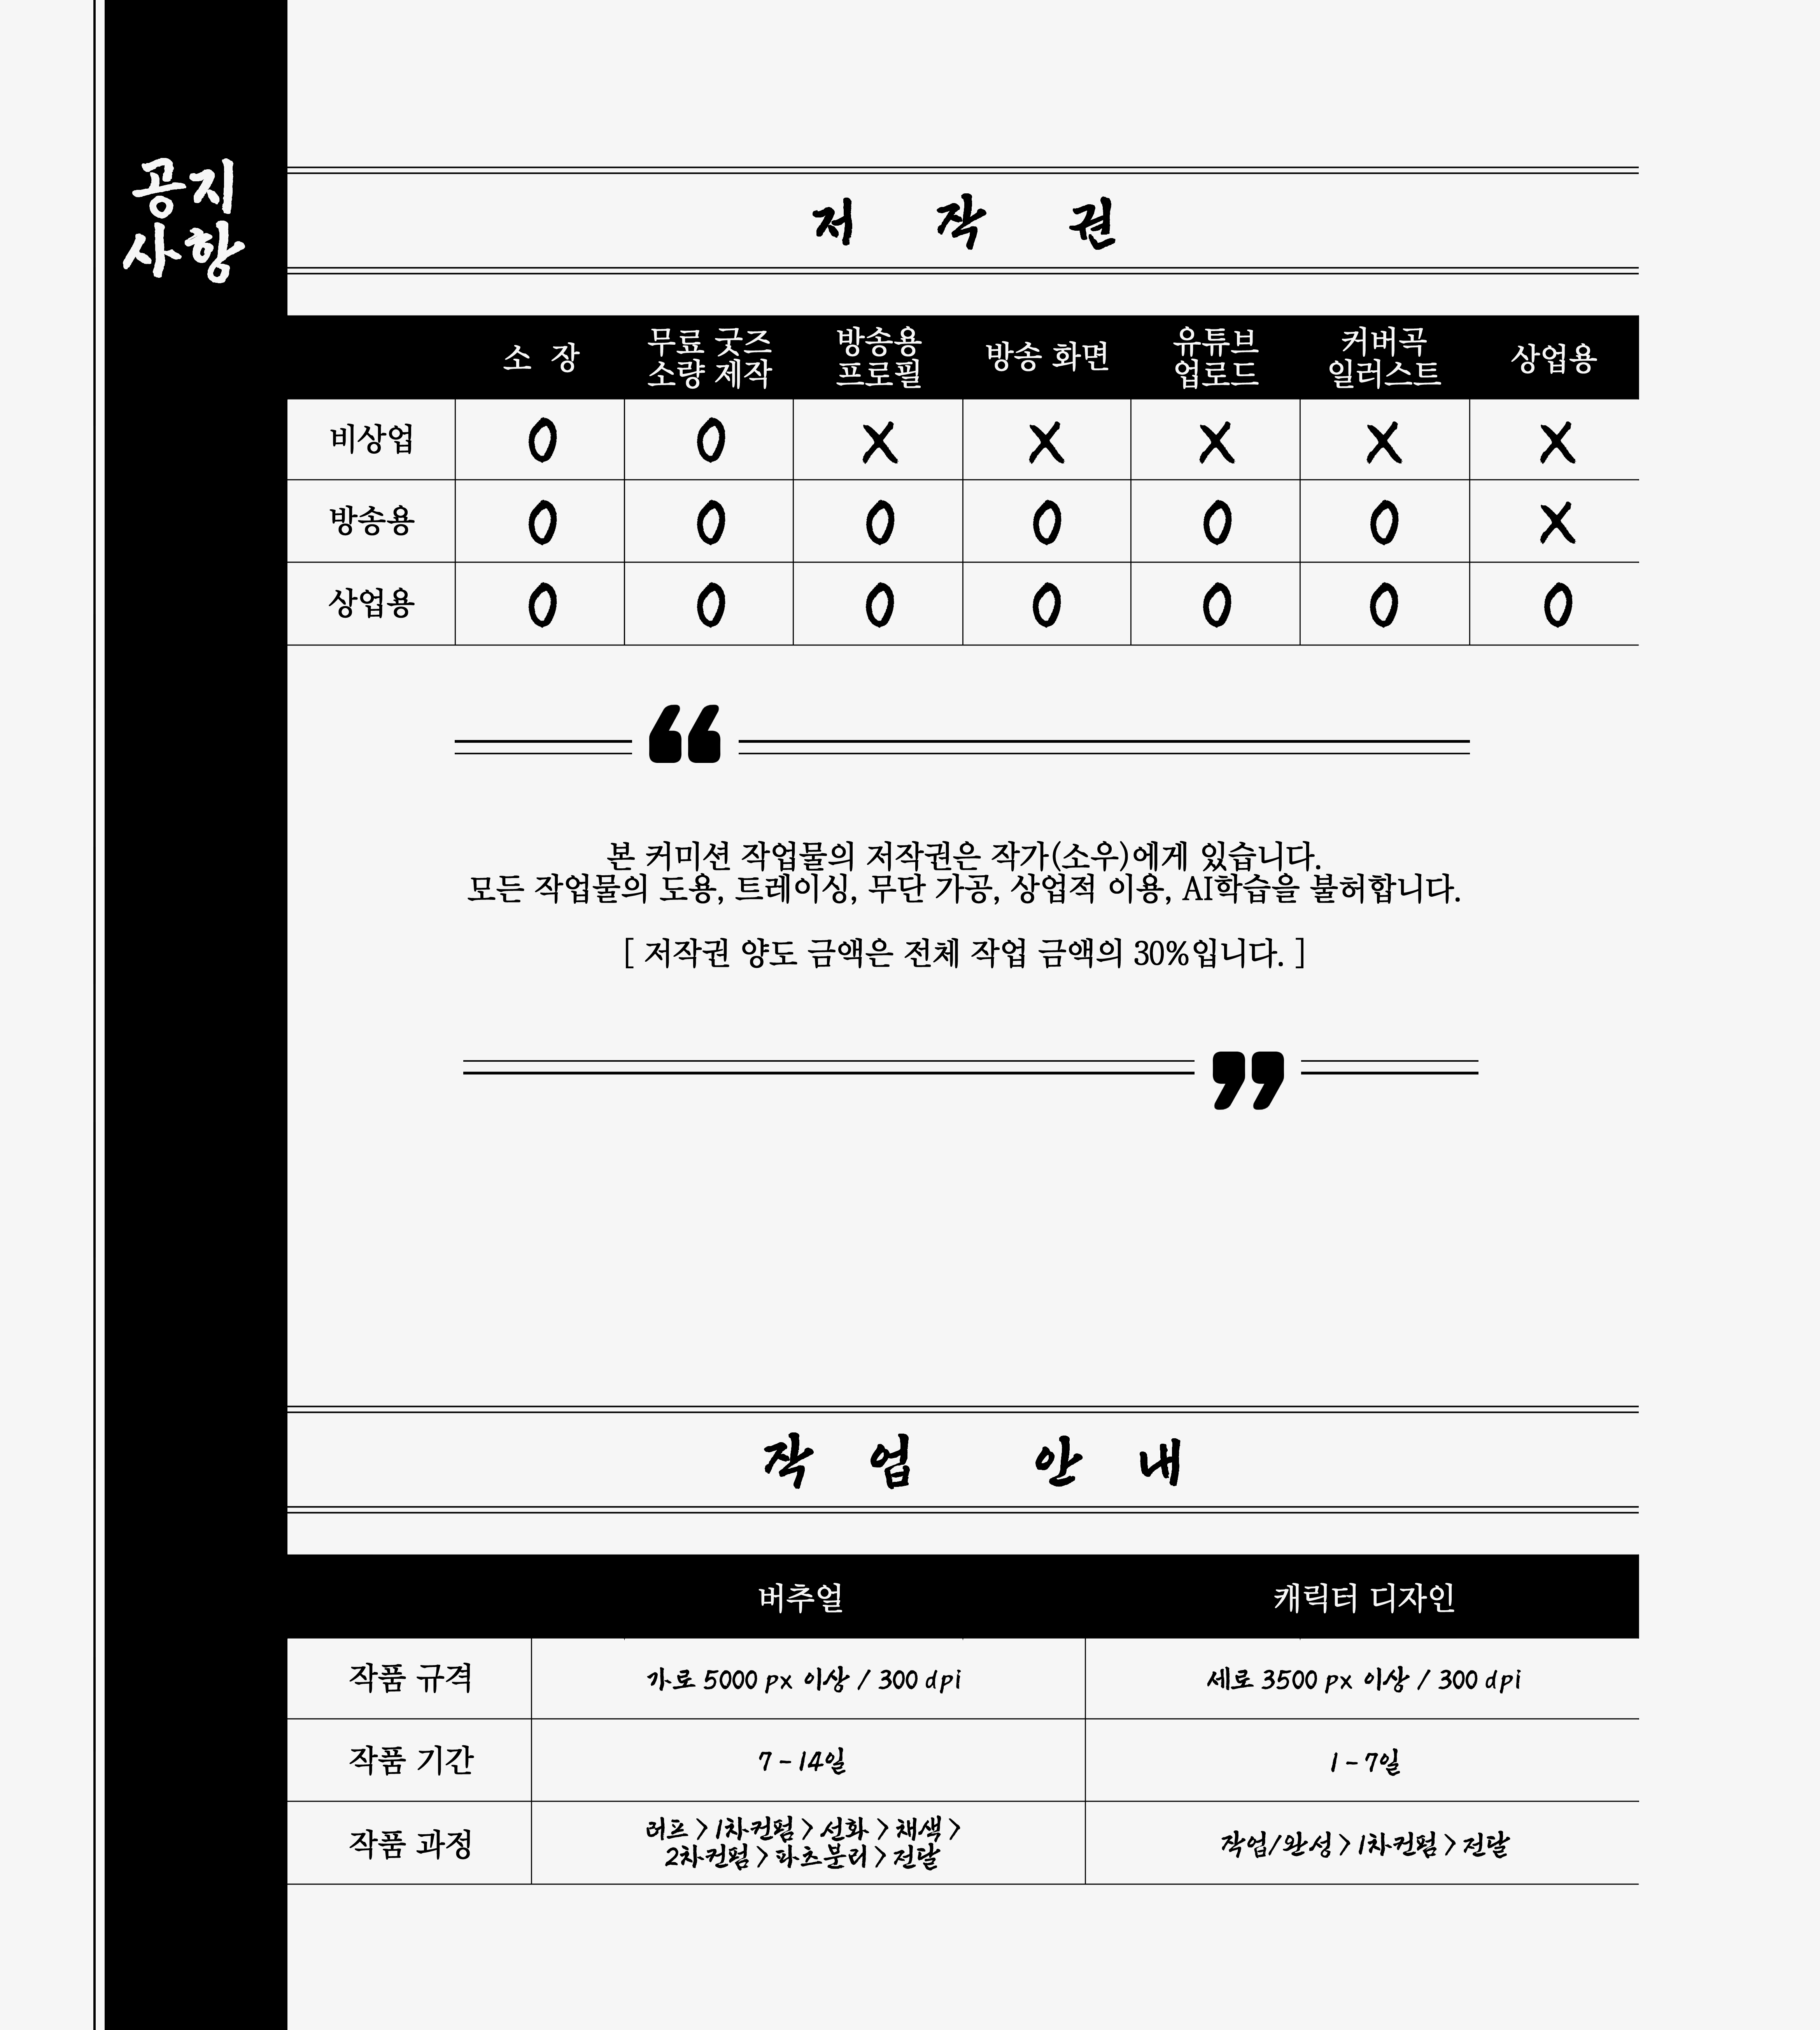 공지
사항
저 작 권
소 장 무료 굿즈 소량 제작 방송용 프로필 방송 화면 유튜브 업로드 커버곡 일러스트 상업용
비상업 O O X X X X X
방송용 O O O O O O X
상업용 O O O O O O O
“
본 커미션 작업물의 저작권은 작가(소우)에게 있습니다.
모든 작업물의 도용, 트레이싱, 무단 가공, 상업적 이용, AI학습을 불허합니다.
[ 저작권 양도 금액은 전체 작업 금액의 30%입니다. ]
”
작 업 안 내
버추얼 캐릭터 디자인
작품 규격 가로 5000 px 이상 / 300 dpi 세로 3500 px 이상 / 300 dpi
작품 기간 7 - 14일 1 - 7일
작품 과정 러프 > 1차컨펌 > 선화 > 채색 >
2차컨펌 > 파츠분리 > 전달 작업/완성 > 1차컨펌 > 전달